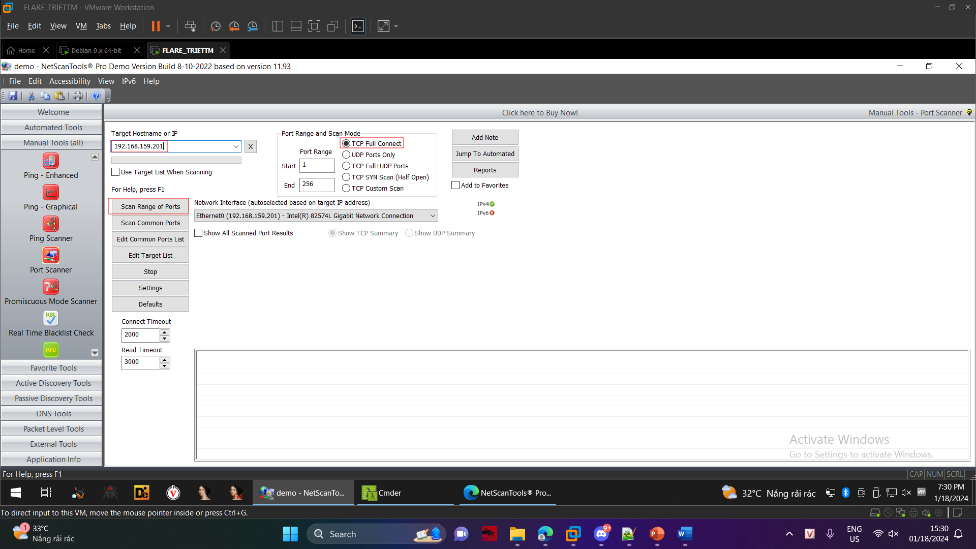 FLARE_TRIETTM - VMware Workstation
File Edit View VM Tabs Help
Home Debian 9.x 64-bit FLARE_TRIETTM
demo - NetScanTools® Pro Demo Version Build 8-10-2022 based on version 11.93
File Edit Accessibility View IPv6 Help
Welcome
Automated Tools
Manual Tools (all)
Ping - Enhanced
Ping - Graphical
Ping Scanner
Port Scanner
Promiscuous Mode Scanner
Real Time Blacklist Check
Favorite Tools
Active Discovery Tools
Passive Discovery Tools
DNS Tools
Packet Level Tools
External Tools
Application Info
Click here to Buy Now!
Manual Tools - Port Scanner
Target Hostname or IP
192.168.159.201
X
Use Target List When Scanning
For Help, press F1
Port Range and Scan Mode
Port Range
Start 1
End 256
TCP Full Connect
UDP Ports Only
TCP Full/UDP Ports
TCP SYN Scan (Half Open)
TCP Custom Scan
Add Note
Jump To Automated
Reports
Add to Favorites
IPv4
IPv6
Scan Range of Ports
Scan Common Ports
Edit Common Ports List
Edit Target List
Stop
Settings
Defaults
Network Interface (autoselected based on target IP address)
Ethernet0 (192.168.159.201) - Intel(R) 82574L Gigabit Network Connection
Show All Scanned Port Results Show TCP Summary Show UDP Summary
Connect Timeout
2000
Read Timeout
3000
Activate Windows
Go to Settings to activate Windows.
For Help, press F1
CAP NUM SCRL
demo - NetScanTo...
Cmder
NetScanTools® Pro...
32°C Nắng rải rác
7:30 PM
1/18/2024
To direct input to this VM, move the mouse pointer inside or press Ctrl+G.
33°C
Nắng rải rác
Search
ENG
US
15:30
01/18/2024